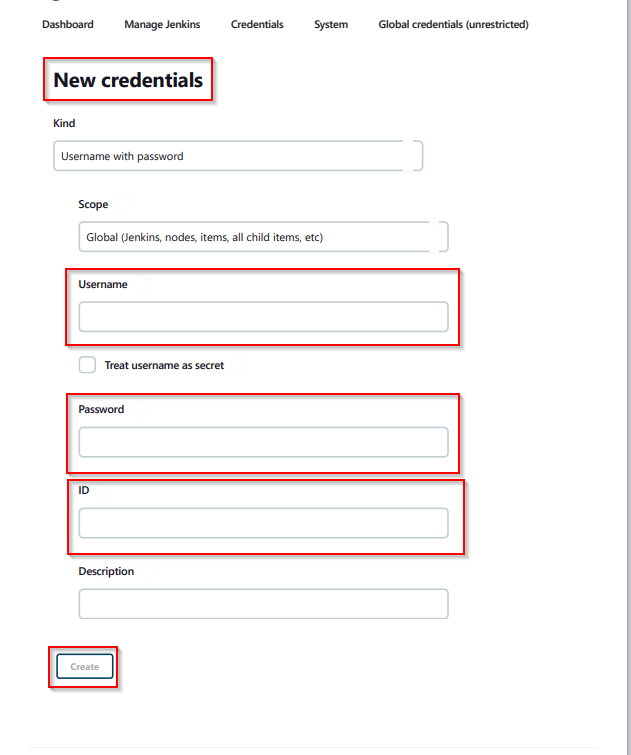 Dashboard Manage Jenkins Credentials System Global credentials (unrestricted)
New credentials
Kind
Username with password
Scope
Global (Jenkins, nodes, items, all child items, etc)
Username
Treat username as secret
Password
ID
Description
Create